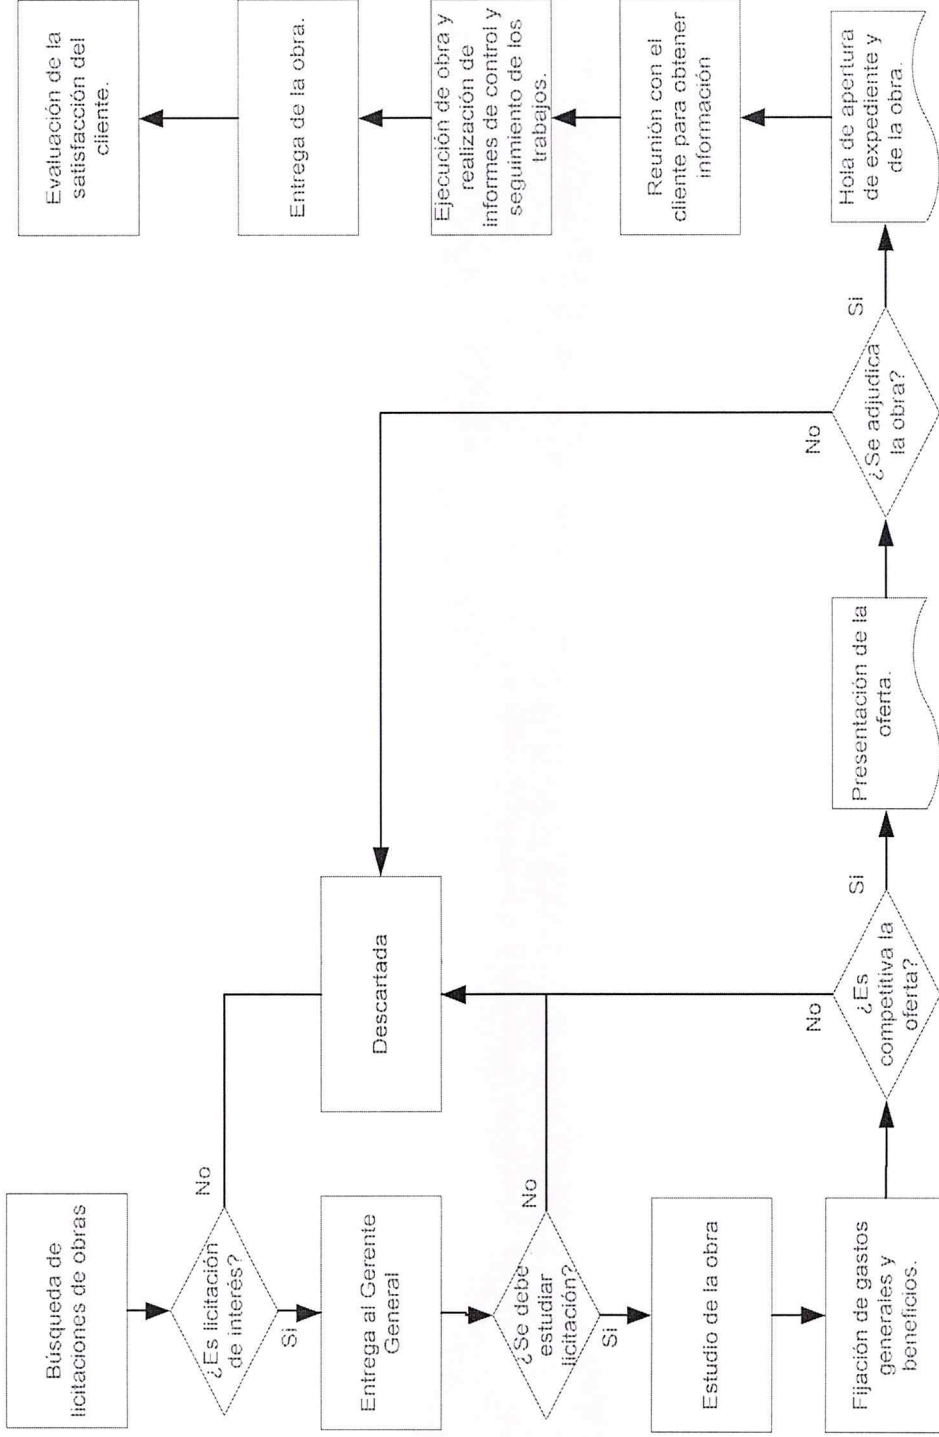 Búsqueda de
licitaciones de obras
¿Es licitación
de interés?
No
Si
Entrega al Gerente
General
¿Se debe
estudiar
licitación?
No
Si
Estudio de la obra
Fijación de gastos
generales y
beneficios.
Descartada
¿Es
competitiva la
oferta?
No
Si
Presentación de la
oferta.
¿Se adjudica
la obra?
No
Si
Hola de apertura
de expediente y
de la obra.
Reunión con el
cliente para obtener
información
Ejecución de obra y
realización de
informes de control y
seguimiento de los
trabajos.
Entrega de la obra.
Evaluación de la
satisfacción del
cliente.